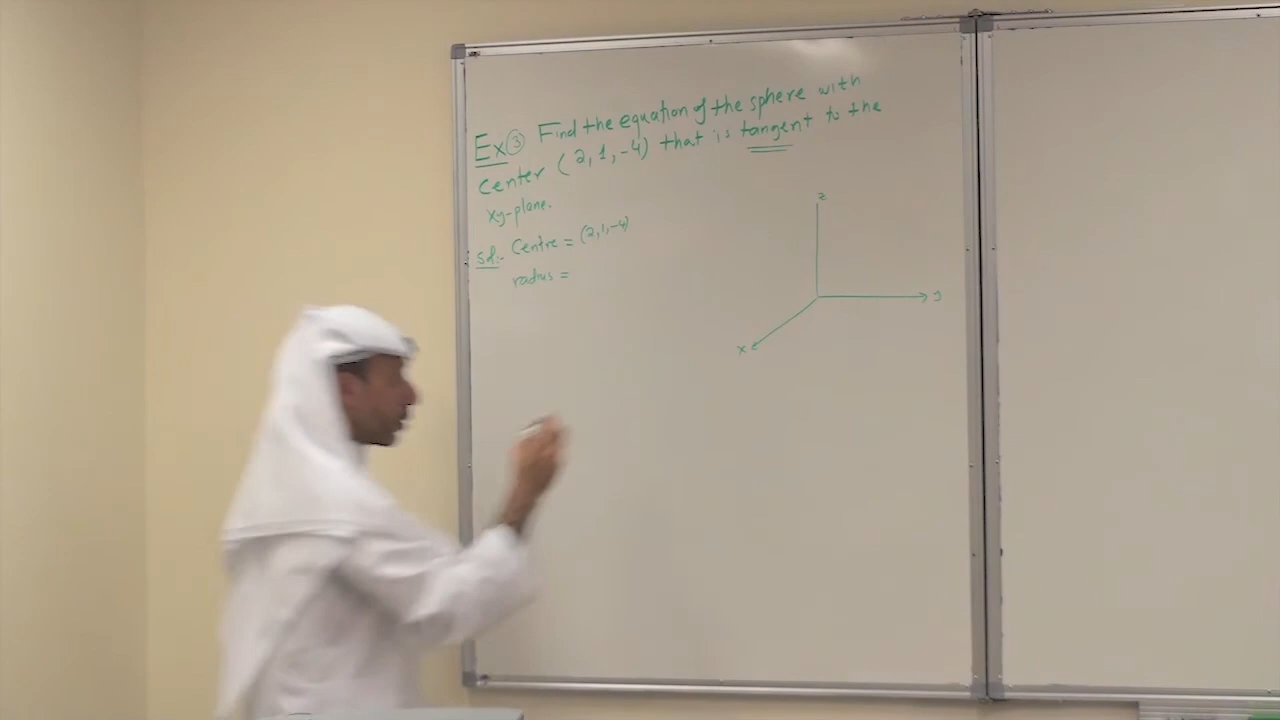 Ex③ Find the equation of the sphere with
center (2, 1, -4) that is tangent to the
xy-plane.
Sol:- Centre = (2, 1, -4)
radius =
z
y
x